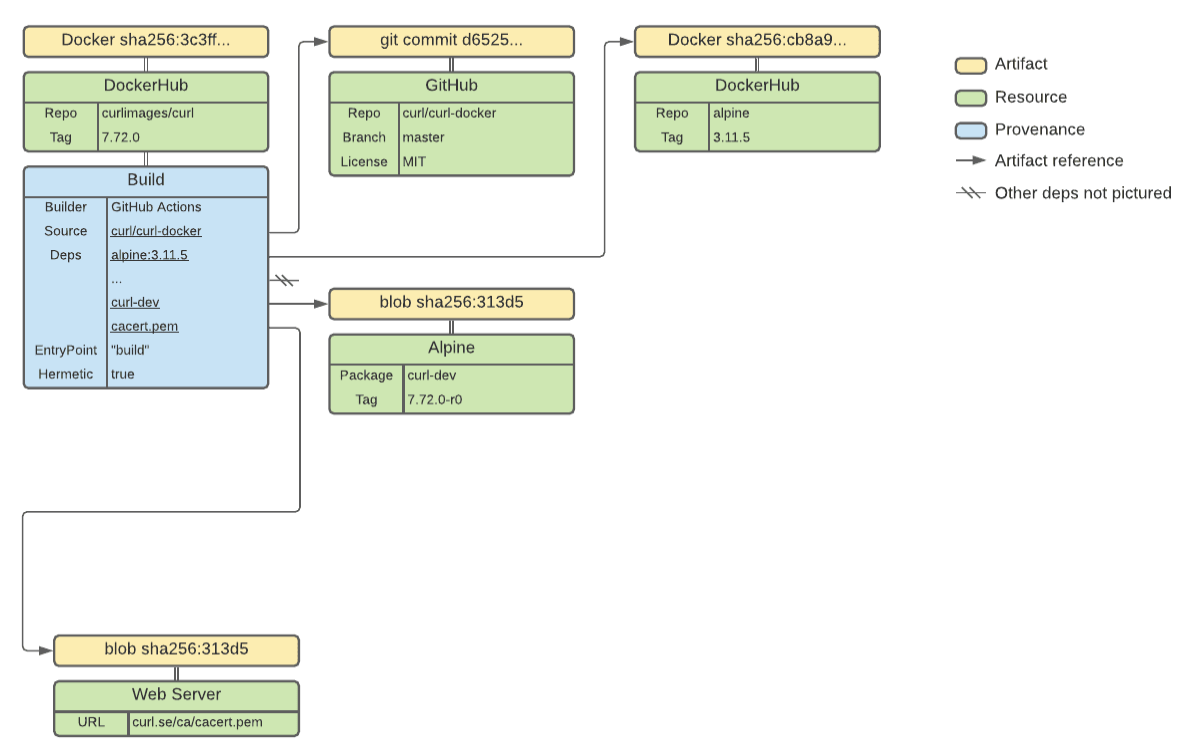 Docker sha256:3c3ff...
DockerHub
Repo curlimages/curl
Tag 7.72.0
Build
Builder GitHub Actions
Source curl/curl-docker
Deps alpine:3.11.5
...
curl-dev
cacert.pem
EntryPoint "build"
Hermetic true
git commit d6525...
GitHub
Repo curl/curl-docker
Branch master
License MIT
Docker sha256:cb8a9...
DockerHub
Repo alpine
Tag 3.11.5
Artifact
Resource
Provenance
Artifact reference
Other deps not pictured
blob sha256:313d5
Alpine
Package curl-dev
Tag 7.72.0-r0
blob sha256:313d5
Web Server
URL curl.se/ca/cacert.pem